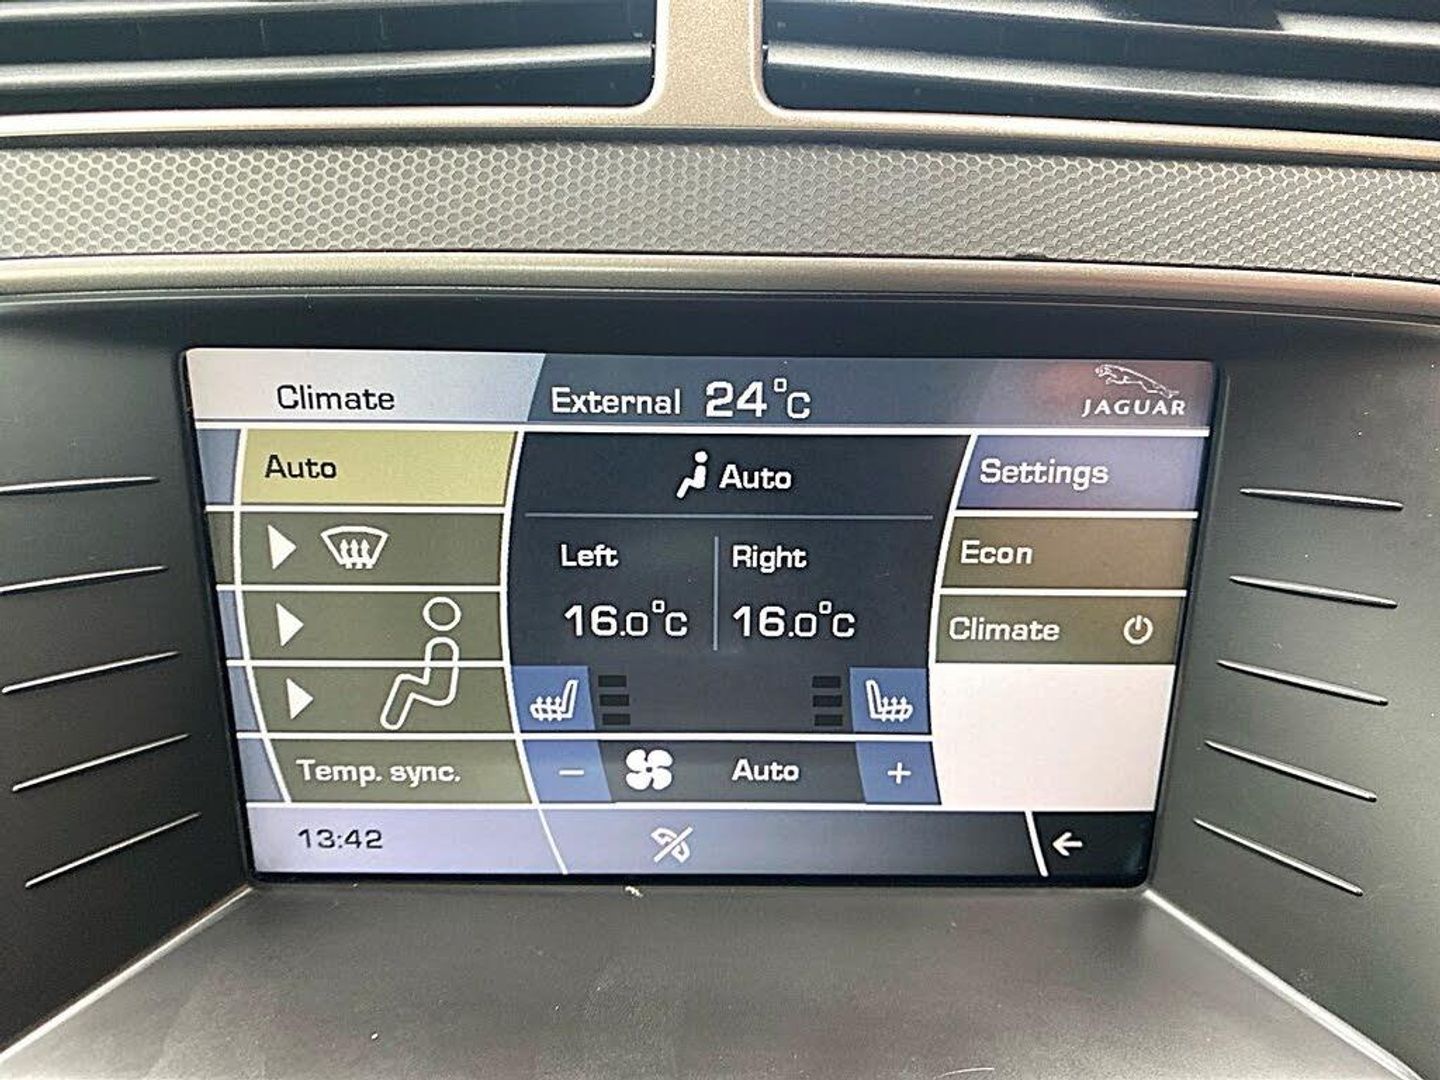 Climate
External 24°C
JAGUAR
Auto
Auto
Settings
Left
Right
Econ
16.0°C
16.0°C
Climate
Temp. sync.
−
Auto
+
13:42